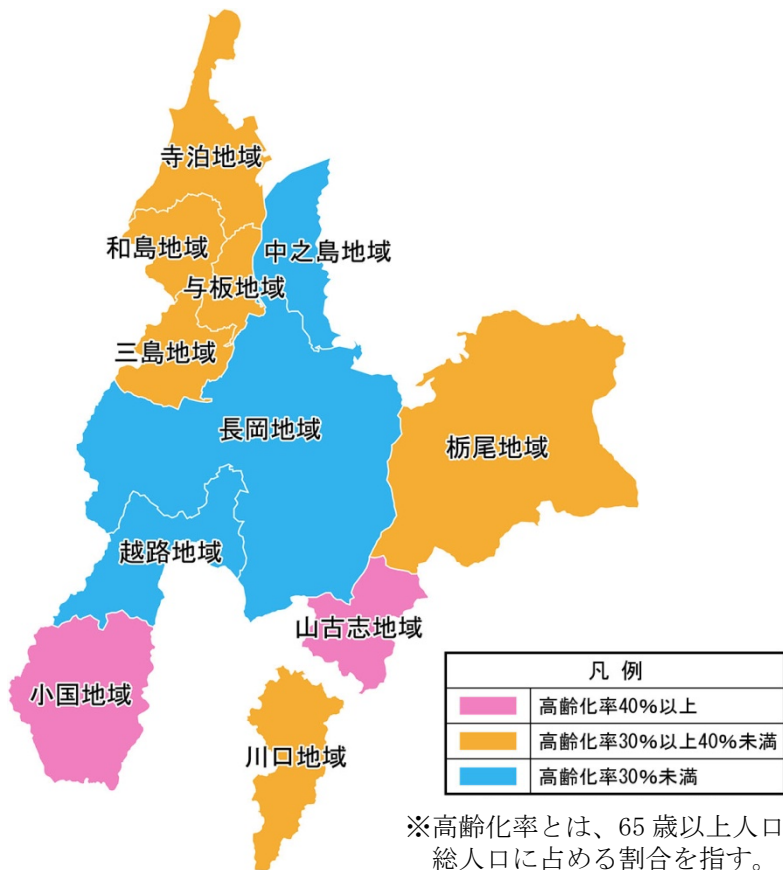 寺泊地域
和島地域
中之島地域
与板地域
三島地域
長岡地域
栃尾地域
越路地域
山古志地域
小国地域
川口地域
凡例
高齢化率40%以上
高齢化率30%以上40%未満
高齢化率30%未満
※高齢化率とは、65歳以上人口
総人口に占める割合を指す。